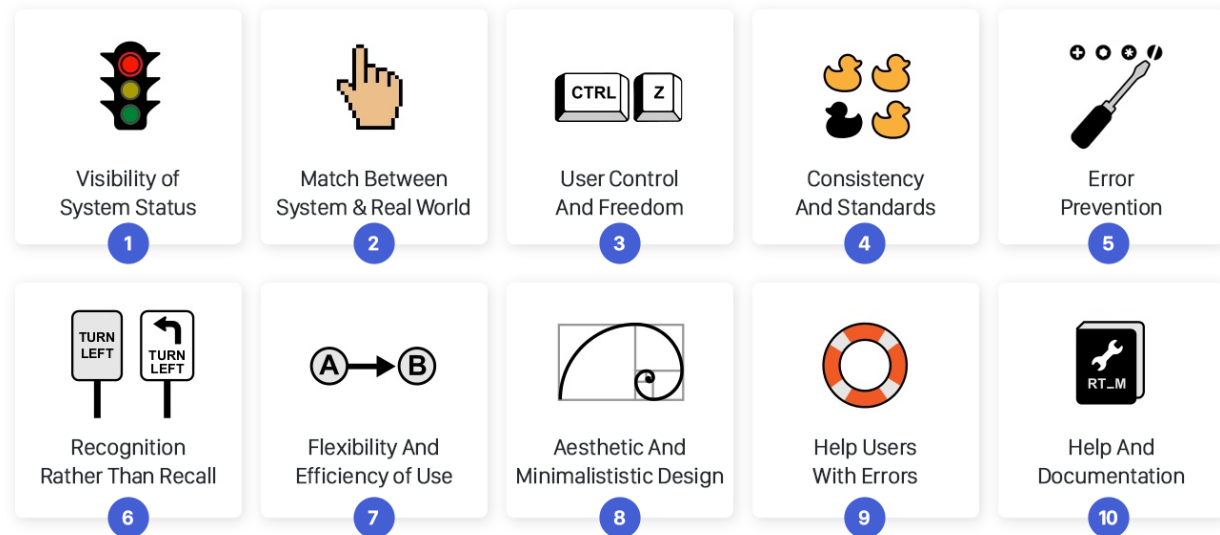 CTRL Z
Visibility of
System Status
1
Match Between
System & Real World
2
User Control
And Freedom
3
Consistency
And Standards
4
Error
Prevention
5
TURN
LEFT
TURN
LEFT
Recognition
Rather Than Recall
6
A B
Flexibility And
Efficiency of Use
7
Aesthetic And
Minimalististic Design
8
Help Users
With Errors
9
RT_M
Help And
Documentation
10